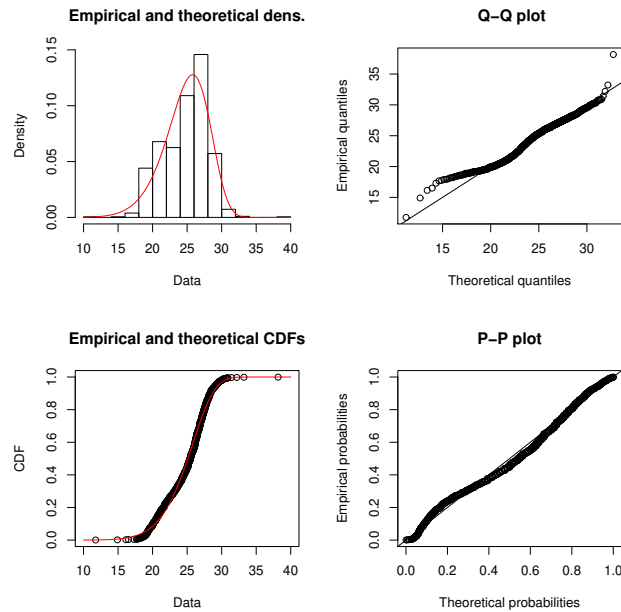 Empirical and theoretical dens.
Density
0.00 0.05 0.10 0.15
10 15 20 25 30 35 40
Data
Q−Q plot
Empirical quantiles
15 20 25 30 35
15 20 25 30
Theoretical quantiles
Empirical and theoretical CDFs
CDF
0.0 0.2 0.4 0.6 0.8 1.0
10 15 20 25 30 35 40
Data
P−P plot
Empirical probabilities
0.0 0.2 0.4 0.6 0.8 1.0
0.0 0.2 0.4 0.6 0.8 1.0
Theoretical probabilities